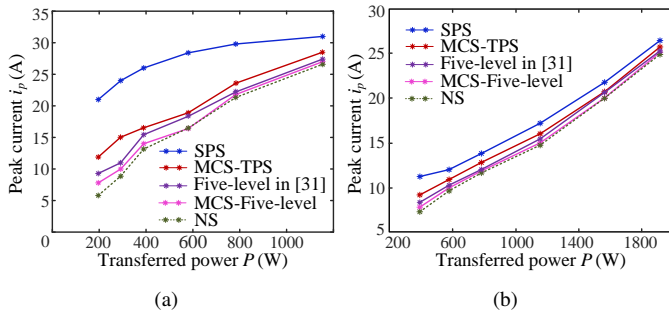 (a)
35
30
25
20
15
10
5
0
Peak current ip (A)
SPS
MCS-TPS
Five-level in [31]
MCS-Five-level
NS
200 400 600 800 1000
Transferred power P (W)
(a)
(b)
30
25
20
15
10
5
Peak current ip (A)
SPS
MCS-TPS
Five-level in [31]
MCS-Five-level
NS
200 600 1000 1400 1800
Transferred power P (W)
(b)